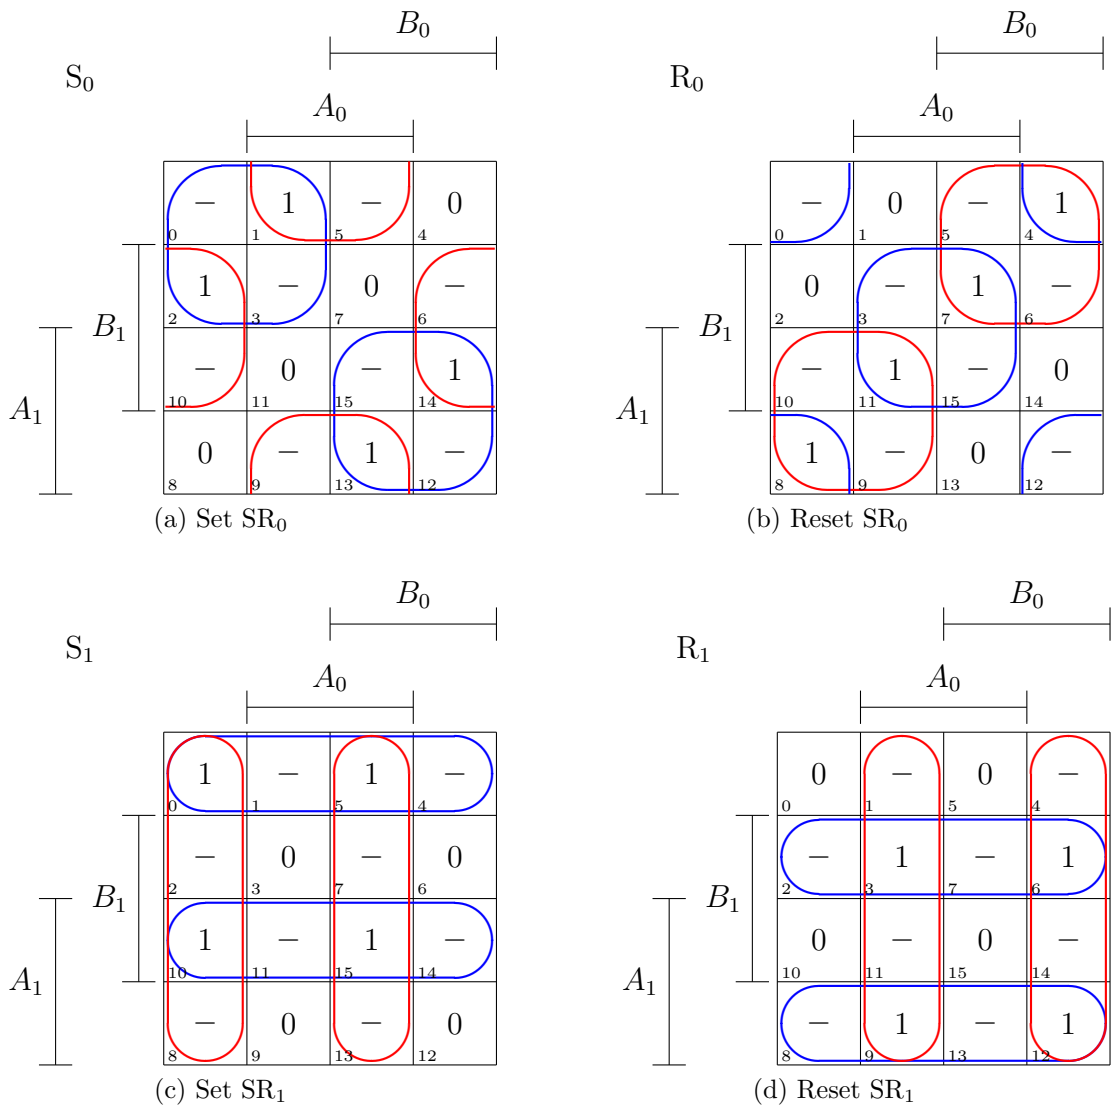 B₀ B₀
S₀ R₀
A₀ A₀
– 1 – 0 – 0 – 1
0 1 5 4 0 1 5 4
1 – 0 – 0 – 1 –
2 3 7 6 2 3 7 6
B₁ B₁
– 0 – 1 – 1 – 0
10 11 15 14 10 11 15 14
A₁ A₁
0 – 1 – 1 – 0 –
8 9 13 12 8 9 13 12
(a) Set SR₀ (b) Reset SR₀
B₀ B₀
S₁ R₁
A₀ A₀
1 – 1 – 0 – 0 –
0 1 5 4 0 1 5 4
– 0 – 0 – 1 – 1
2 3 7 6 2 3 7 6
B₁ B₁
1 – 1 – 0 – 0 –
10 11 15 14 10 11 15 14
A₁ A₁
– 0 – 0 – 1 – 1
8 9 13 12 8 9 13 12
(c) Set SR₁ (d) Reset SR₁